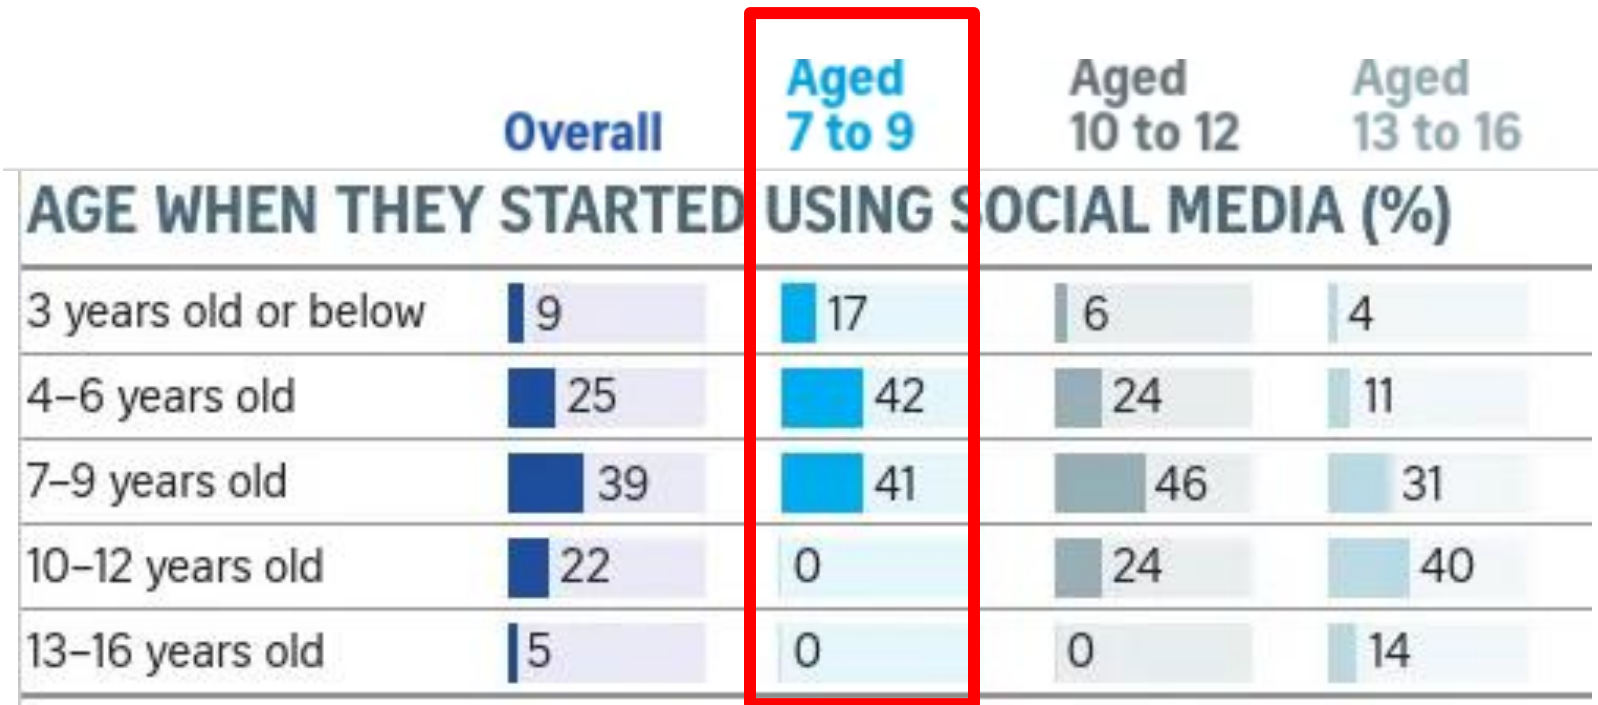 Overall Aged 7 to 9 Aged 10 to 12 Aged 13 to 16
AGE WHEN THEY STARTED USING SOCIAL MEDIA (%)
3 years old or below 9 17 6 4
4–6 years old 25 42 24 11
7–9 years old 39 41 46 31
10–12 years old 22 0 24 40
13–16 years old 5 0 0 14